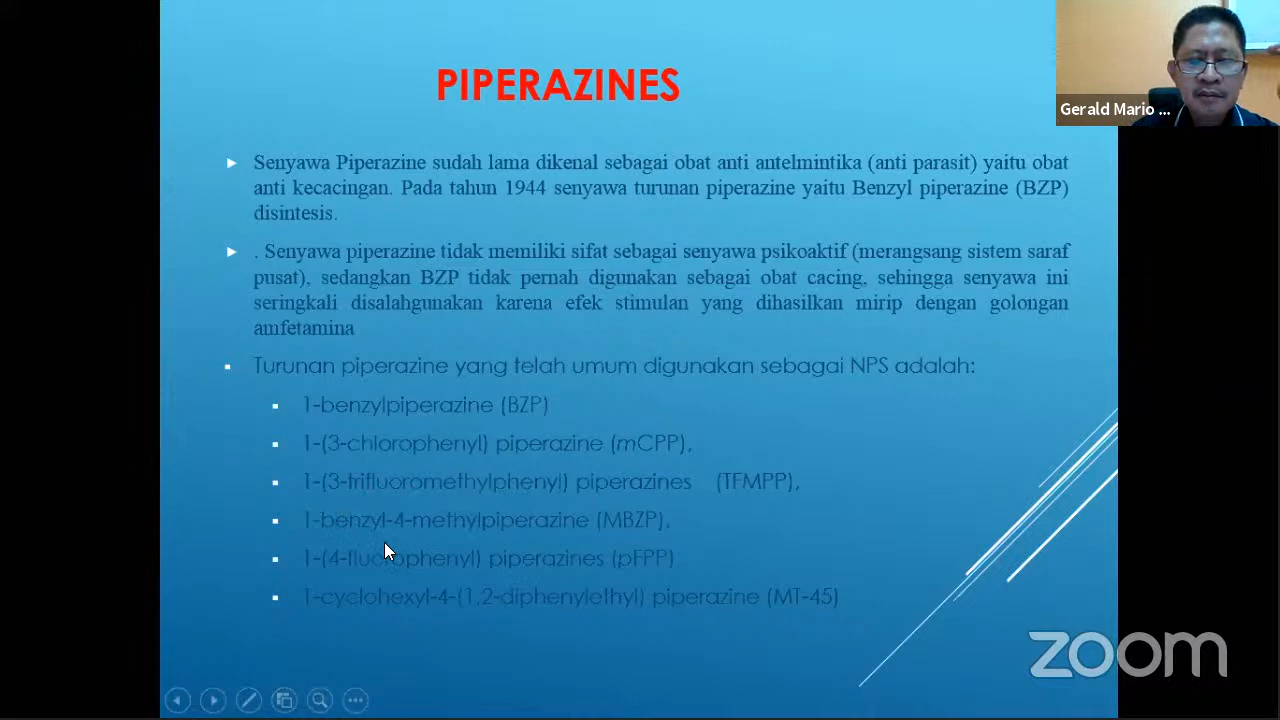 PIPERAZINES
Gerald Mario ...
Senyawa Piperazine sudah lama dikenal sebagai obat anti antelmintika (anti parasit) yaitu obat
anti kecacingan. Pada tahun 1944 senyawa turunan piperazine yaitu Benzyl piperazine (BZP)
disintesis.
. Senyawa piperazine tidak memiliki sifat sebagai senyawa psikoaktif (merangsang sistem saraf
pusat), sedangkan BZP tidak pernah digunakan sebagai obat cacing, sehingga senyawa ini
seringkali disalahgunakan karena efek stimulan yang dihasilkan mirip dengan golongan
amfetamina
Turunan piperazine yang telah umum digunakan sebagai NPS adalah:
1-benzylpiperazine (BZP)
1-(3-chlorophenyl) piperazine (mCPP),
1-(3-trifluoromethylphenyl) piperazines (TFMPP),
1-benzyl-4-methylpiperazine (MBZP),
1-(4-fluorophenyl) piperazines (pFPP)
1-cyclohexyl-4-(1,2-diphenylethyl) piperazine (MT-45)
zoom